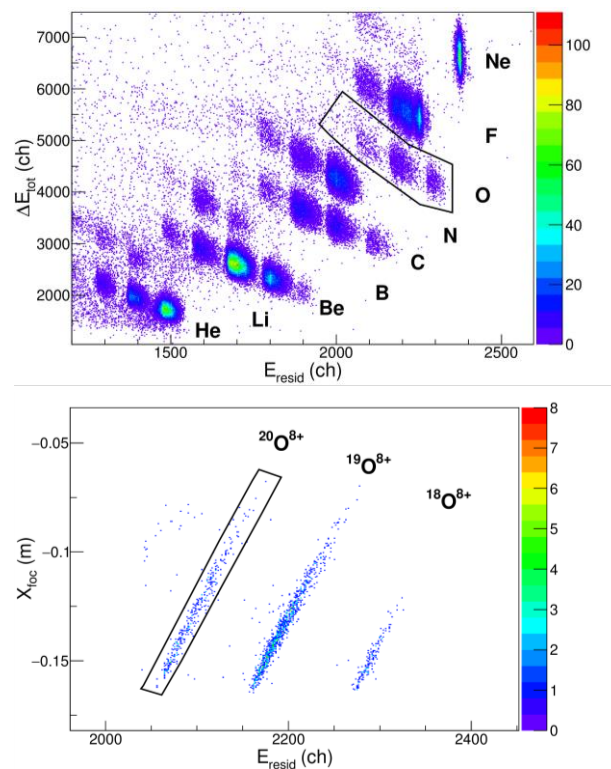 7000
6000
5000
4000
3000
2000
ΔE_tot (ch)
1500
2000
2500
E_resid (ch)
Ne
F
O
N
C
B
Be
Li
He
100
80
60
40
20
0
−0.05
−0.1
−0.15
X_foc (m)
2000
2200
2400
E_resid (ch)
²⁰O⁸⁺
¹⁹O⁸⁺
¹⁸O⁸⁺
8
7
6
5
4
3
2
1
0